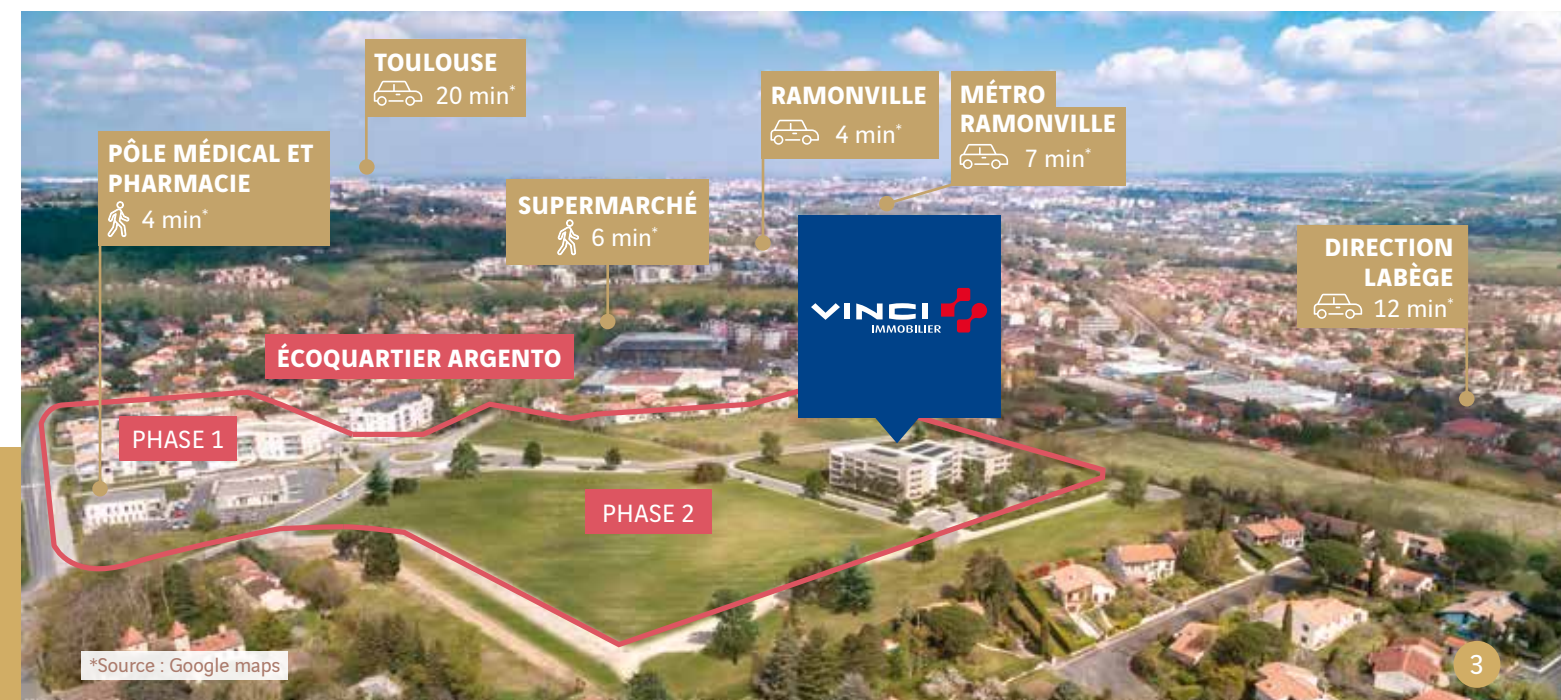 TOULOUSE
20 min*
RAMONVILLE
4 min*
MÉTRO
RAMONVILLE
7 min*
PÔLE MÉDICAL ET
PHARMACIE
4 min*
SUPERMARCHÉ
6 min*
DIRECTION
LABÈGE
12 min*
VINCI
IMMOBILIER
ÉCOQUARTIER ARGENTO
PHASE 1
PHASE 2
*Source : Google maps
3